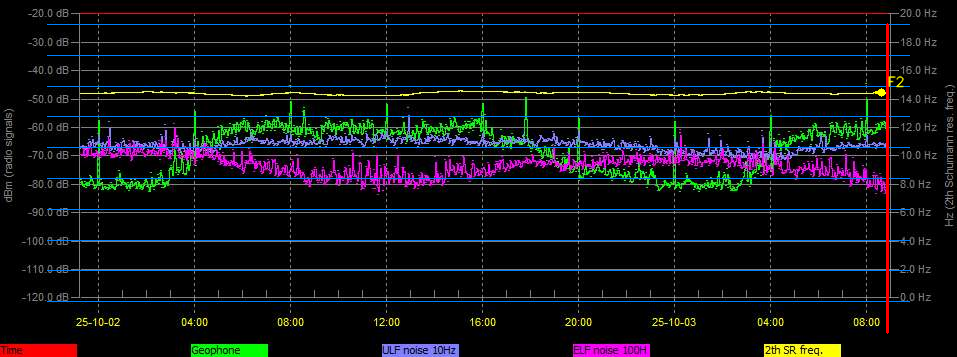 -20.0 dB 20.0 Hz
-30.0 dB 18.0 Hz
-40.0 dB 16.0 Hz
F2
-50.0 dB 14.0 Hz
-60.0 dB 12.0 Hz
-70.0 dB 10.0 Hz
-80.0 dB 8.0 Hz
-90.0 dB 6.0 Hz
-100.0 dB 4.0 Hz
-110.0 dB 2.0 Hz
-120.0 dB 0.0 Hz
dBm (radio signals)
Hz (2th Schumann res. freq.)
25-10-02 04:00 08:00 12:00 16:00 20:00 25-10-03 04:00 08:00
Time Geophone ULF noise 10Hz ELF noise 100H 2th SR freq.